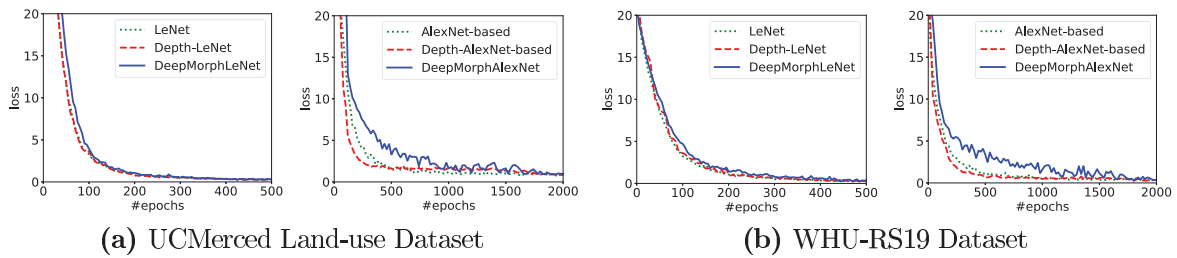 20
15
10
5
0
loss
0
100
200
300
400
500
#epochs
LeNet
Depth-LeNet
DeepMorphLeNet
20
15
10
5
0
loss
0
500
1000
1500
2000
#epochs
AlexNet-based
Depth-AlexNet-based
DeepMorphAlexNet
(a) UCMerced Land-use Dataset
20
15
10
5
0
loss
0
100
200
300
400
500
#epochs
LeNet
Depth-LeNet
DeepMorphLeNet
20
15
10
5
0
loss
0
500
1000
1500
2000
#epochs
AlexNet-based
Depth-AlexNet-based
DeepMorphAlexNet
(b) WHU-RS19 Dataset